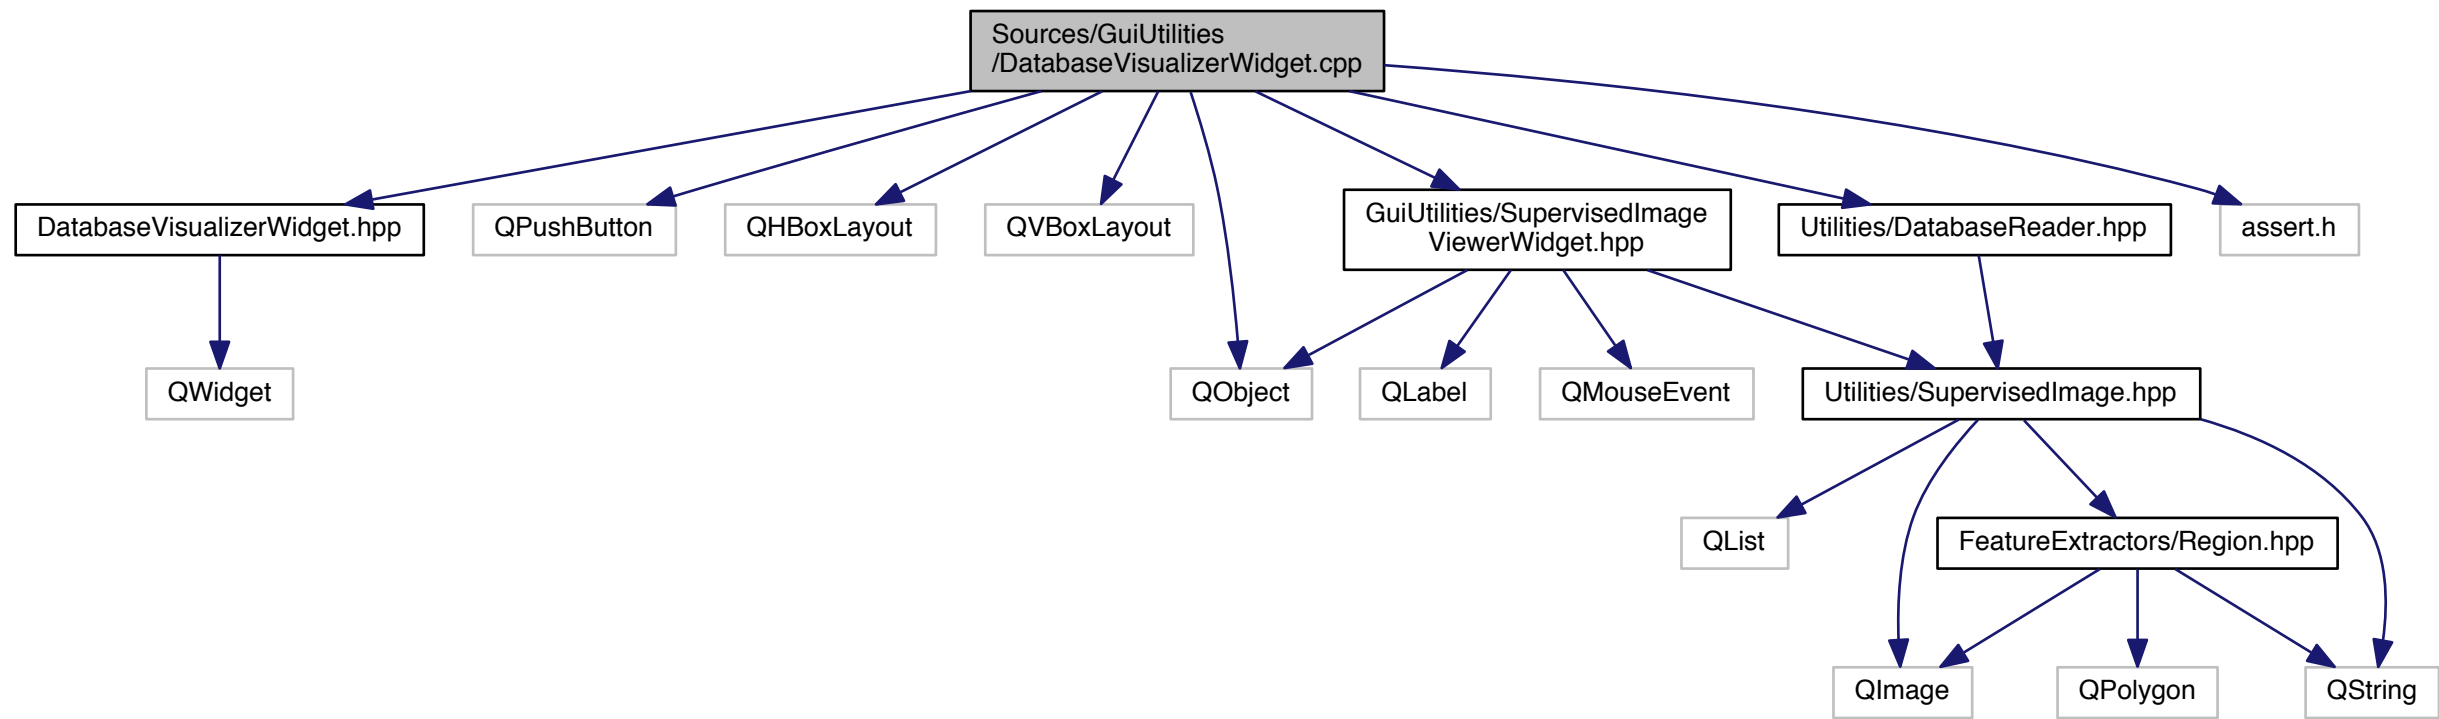 Sources/GuiUtilities
/DatabaseVisualizerWidget.cpp
DatabaseVisualizerWidget.hpp
QPushButton
QHBoxLayout
QVBoxLayout
GuiUtilities/SupervisedImage
ViewerWidget.hpp
Utilities/DatabaseReader.hpp
assert.h
QWidget
QObject
QLabel
QMouseEvent
Utilities/SupervisedImage.hpp
QList
FeatureExtractors/Region.hpp
QImage
QPolygon
QString